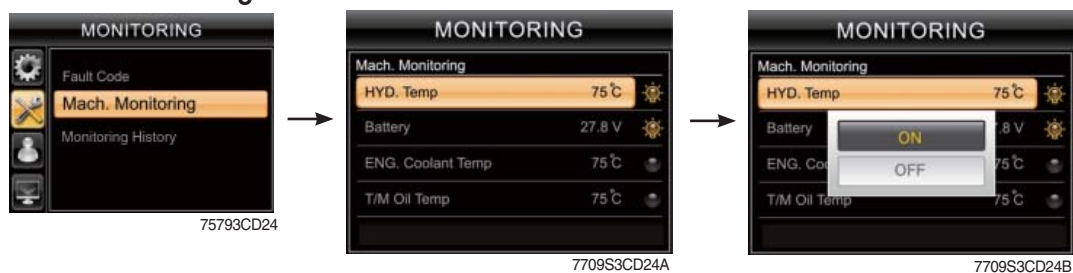 MONITORING
Fault Code
Mach. Monitoring
Monitoring History
75793CD24
MONITORING
Mach. Monitoring
HYD. Temp 75℃
Battery 27.8 V
ENG. Coolant Temp 75℃
T/M Oil Temp 75℃
7709S3CD24A
MONITORING
Mach. Monitoring
HYD. Temp 75℃
Battery .8 V
ON
ENG. Coo 75℃
OFF
T/M Oil Temp 75℃
7709S3CD24B